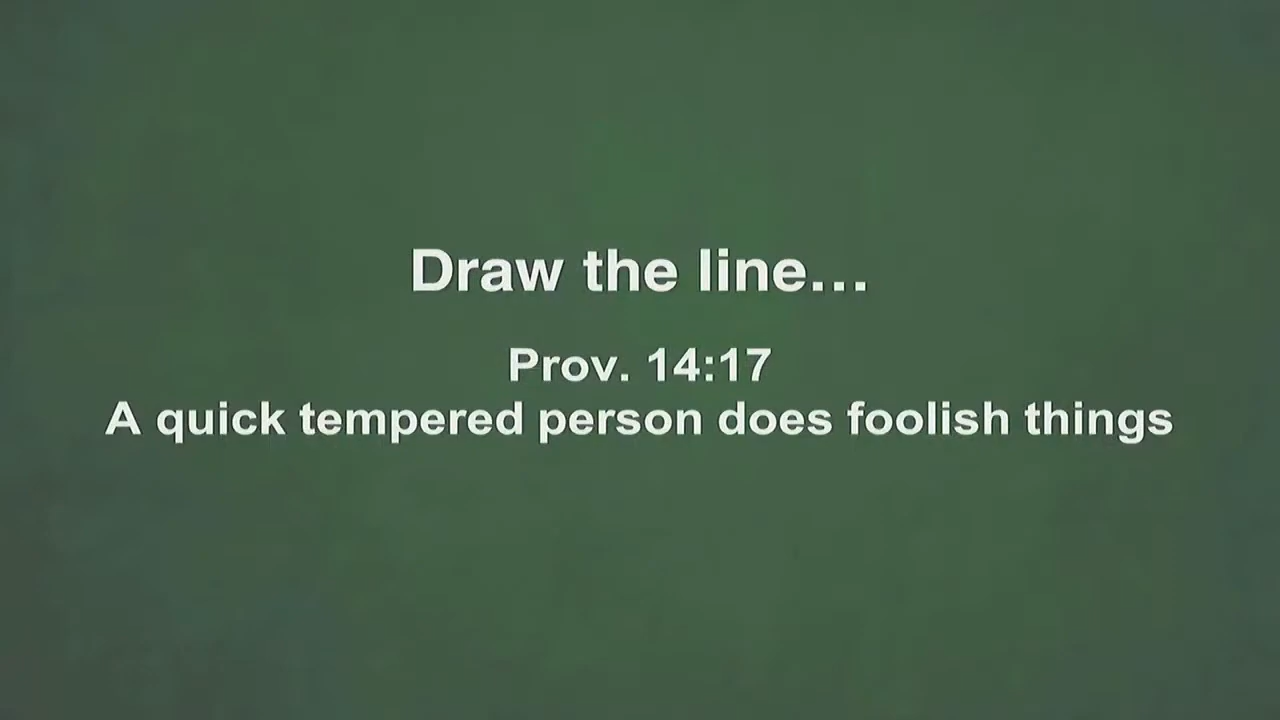 Draw the line...
Prov. 14:17
A quick tempered person does foolish things